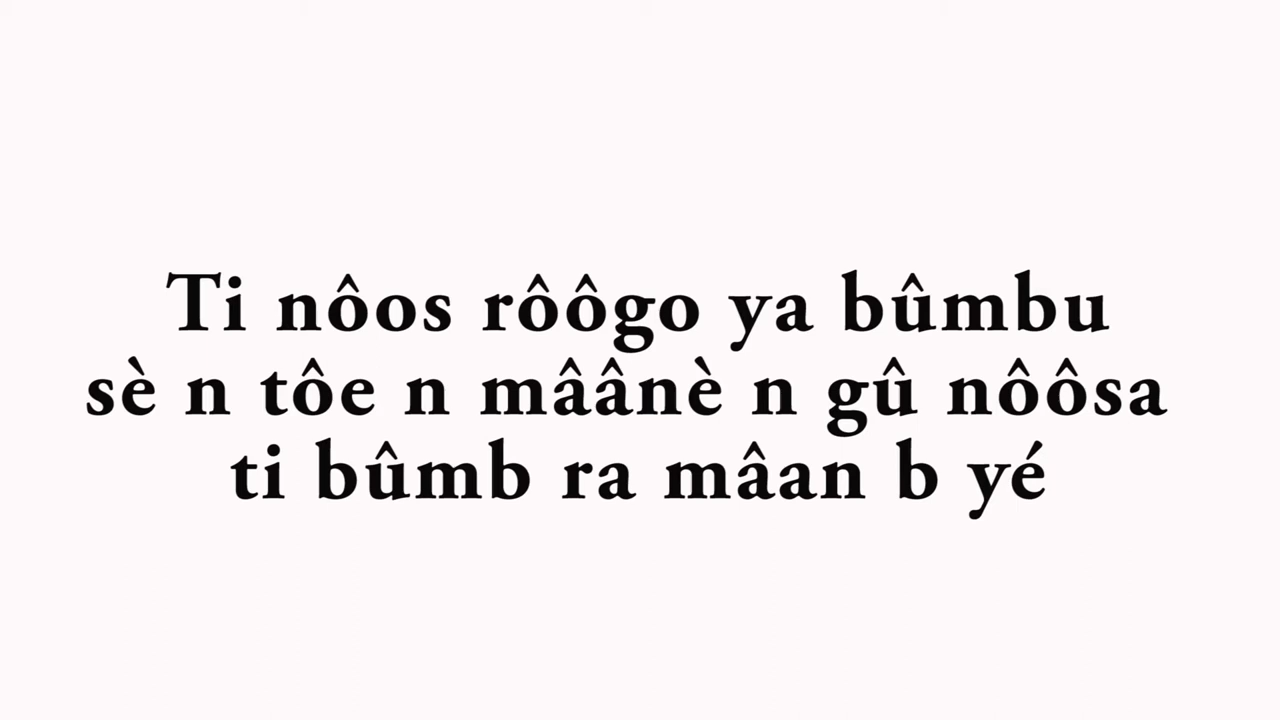 Ti nôos rôôgo ya bûmbu
sè n tôe n mâânè n gû nôôsa
ti bûmb ra mâan b yé